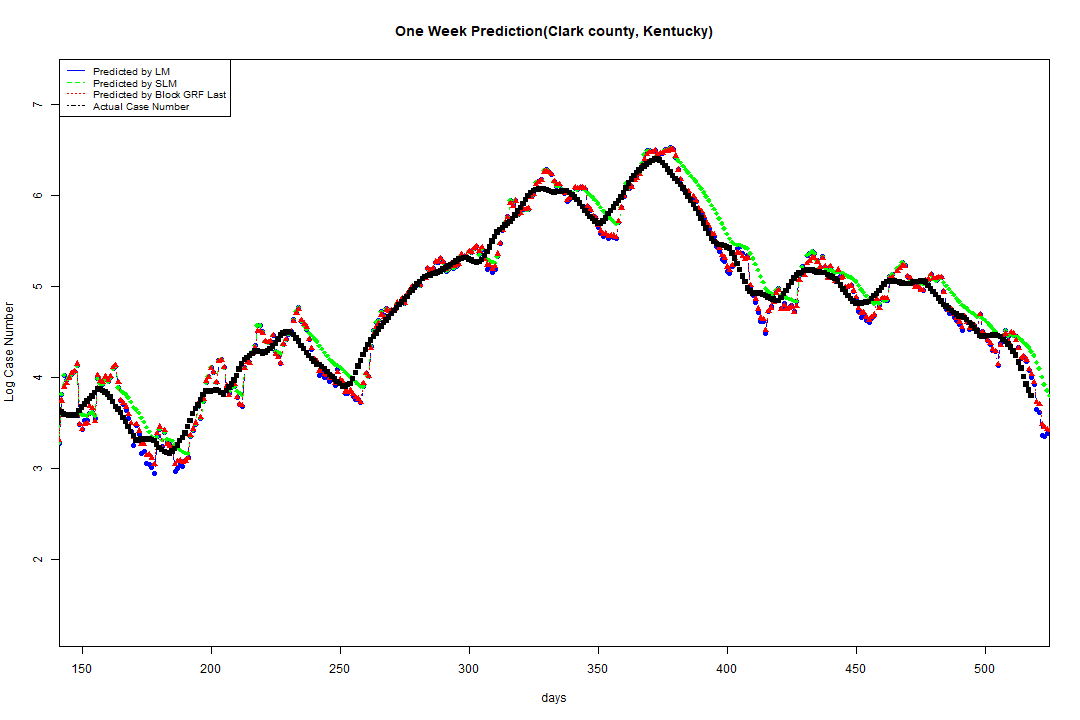 One Week Prediction(Clark county, Kentucky)
Predicted by LM
Predicted by SLM
Predicted by Block GRF Last
Actual Case Number
7
6
5
4
3
2
Log Case Number
150 200 250 300 350 400 450 500
days